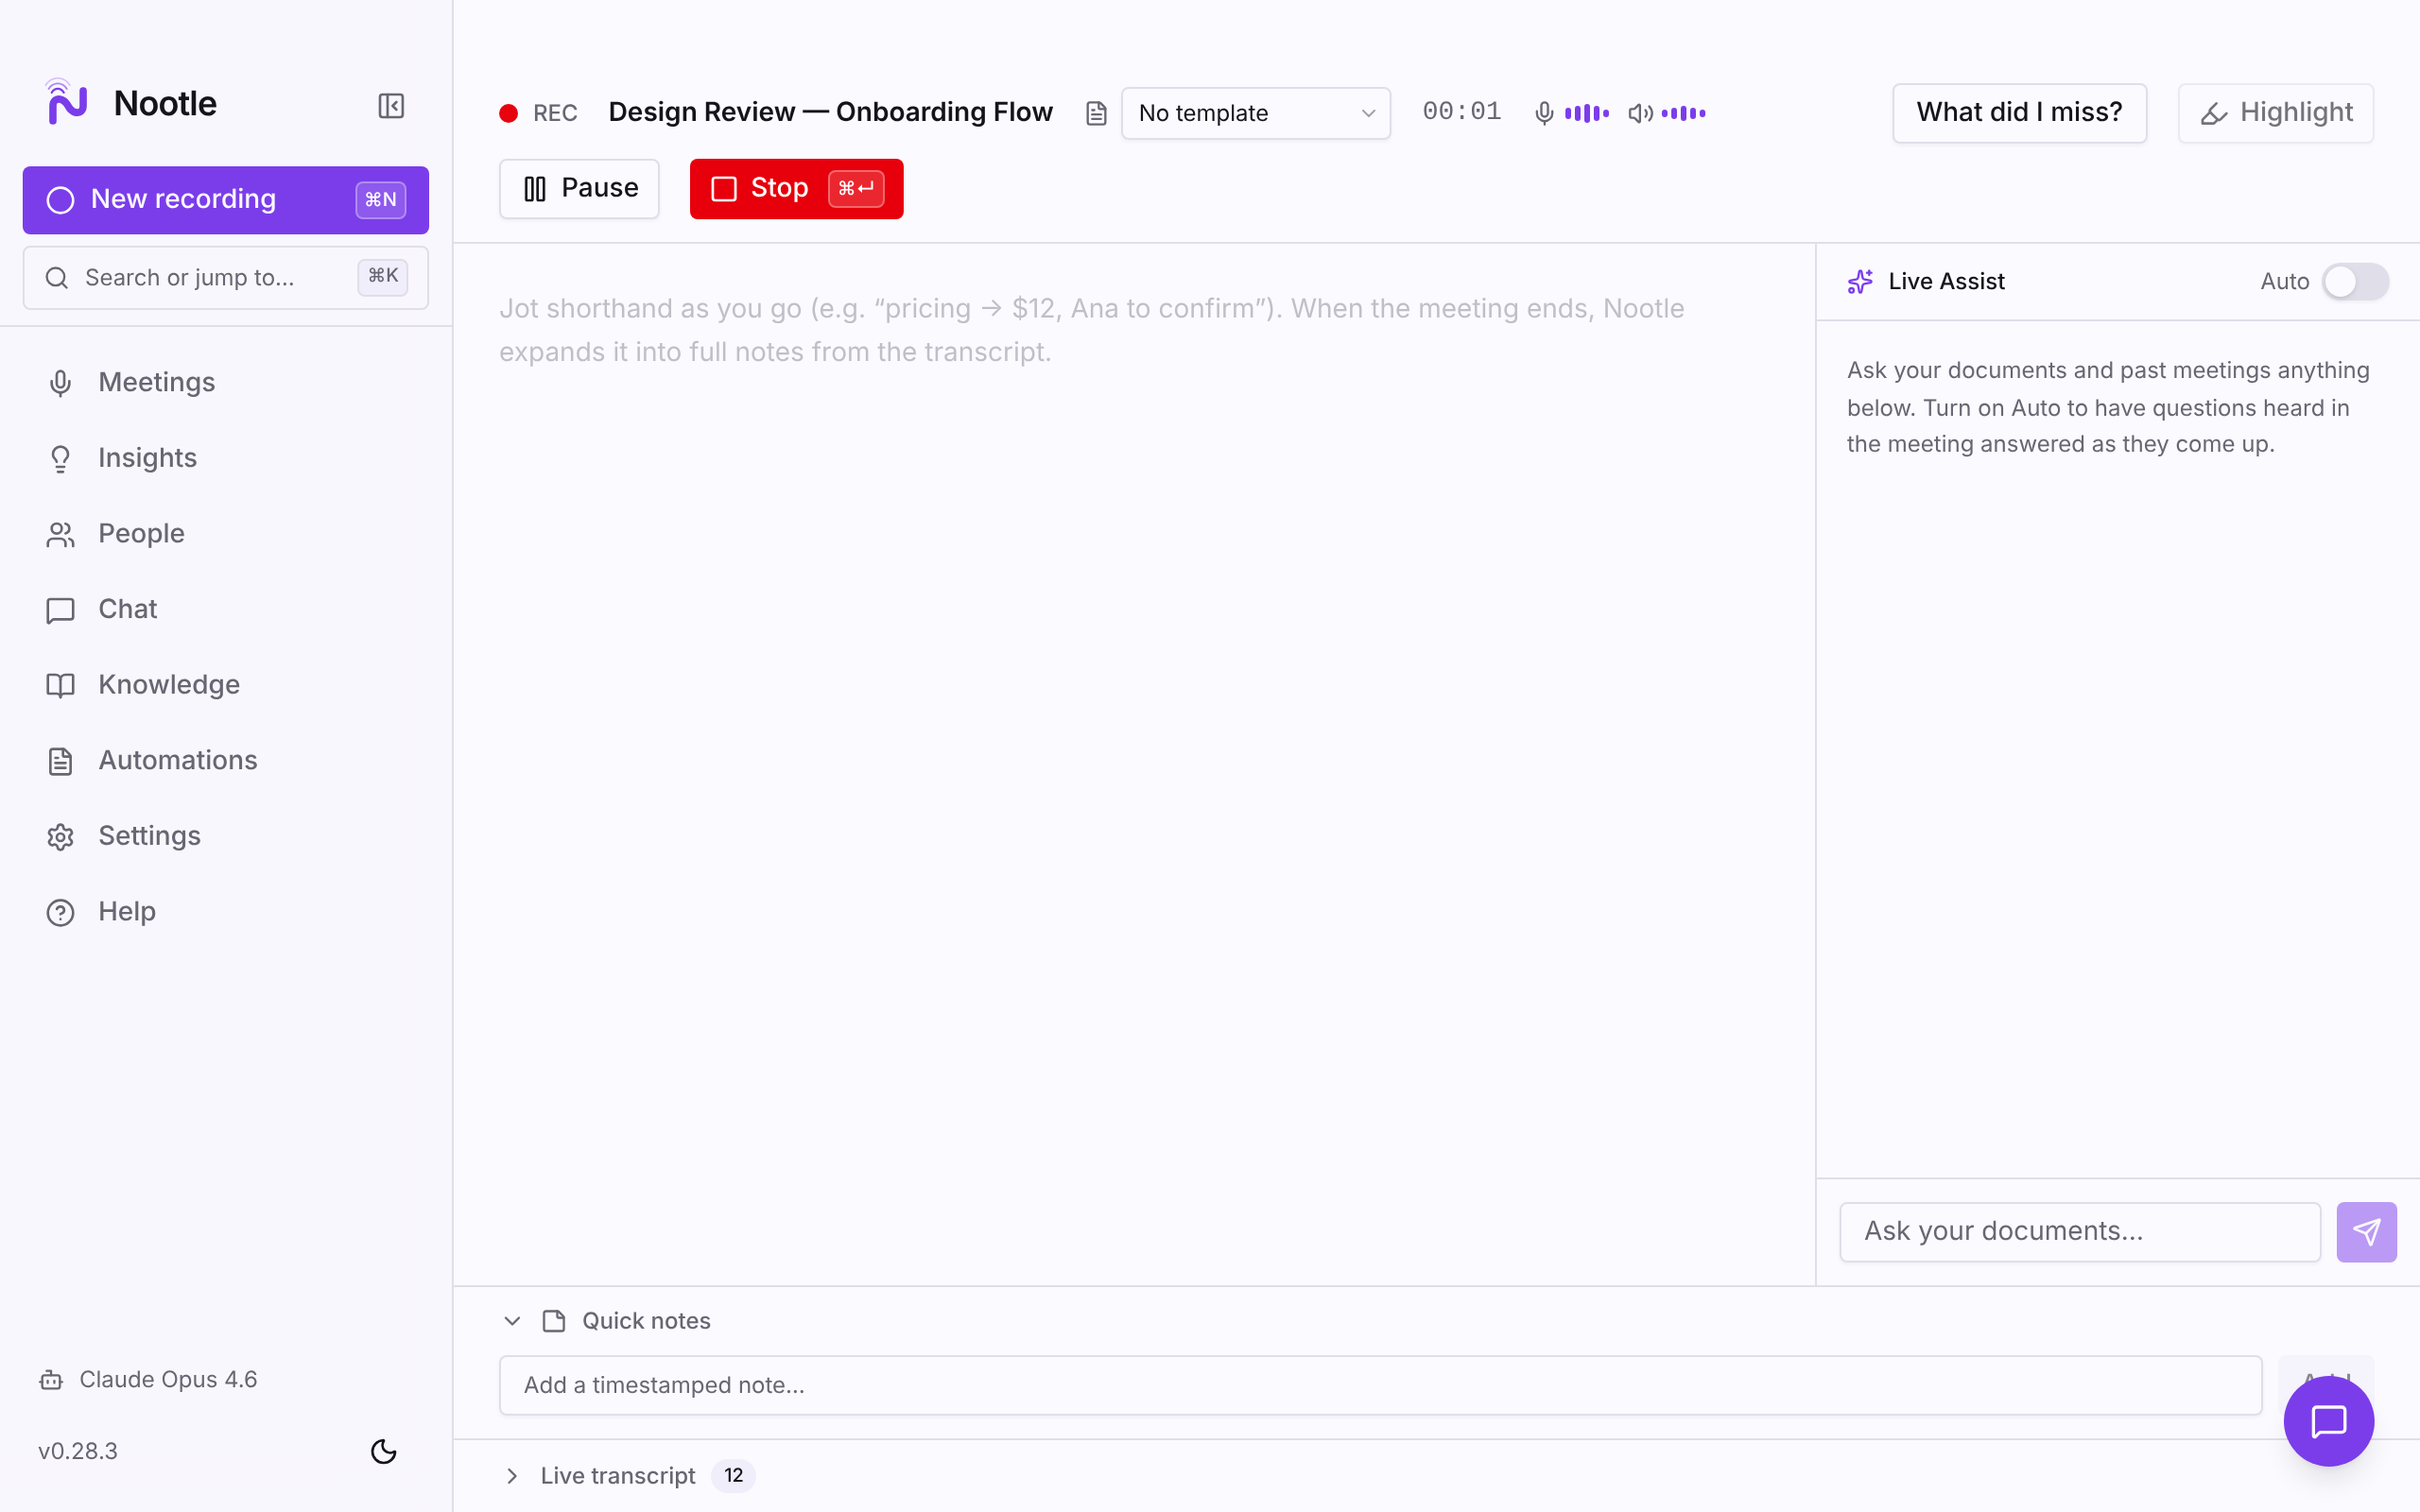 Nootle
New recording ⌘N
Search or jump to... ⌘K
Meetings
Insights
People
Chat
Knowledge
Automations
Settings
Help
Claude Opus 4.6
v0.28.3
REC Design Review — Onboarding Flow No template 00:01 What did I miss? Highlight
Pause Stop ⌘↵
Jot shorthand as you go (e.g. “pricing → $12, Ana to confirm”). When the meeting ends, Nootle
expands it into full notes from the transcript.
Live Assist Auto
Ask your documents and past meetings anything
below. Turn on Auto to have questions heard in
the meeting answered as they come up.
Ask your documents...
Quick notes
Add a timestamped note...
Live transcript 12